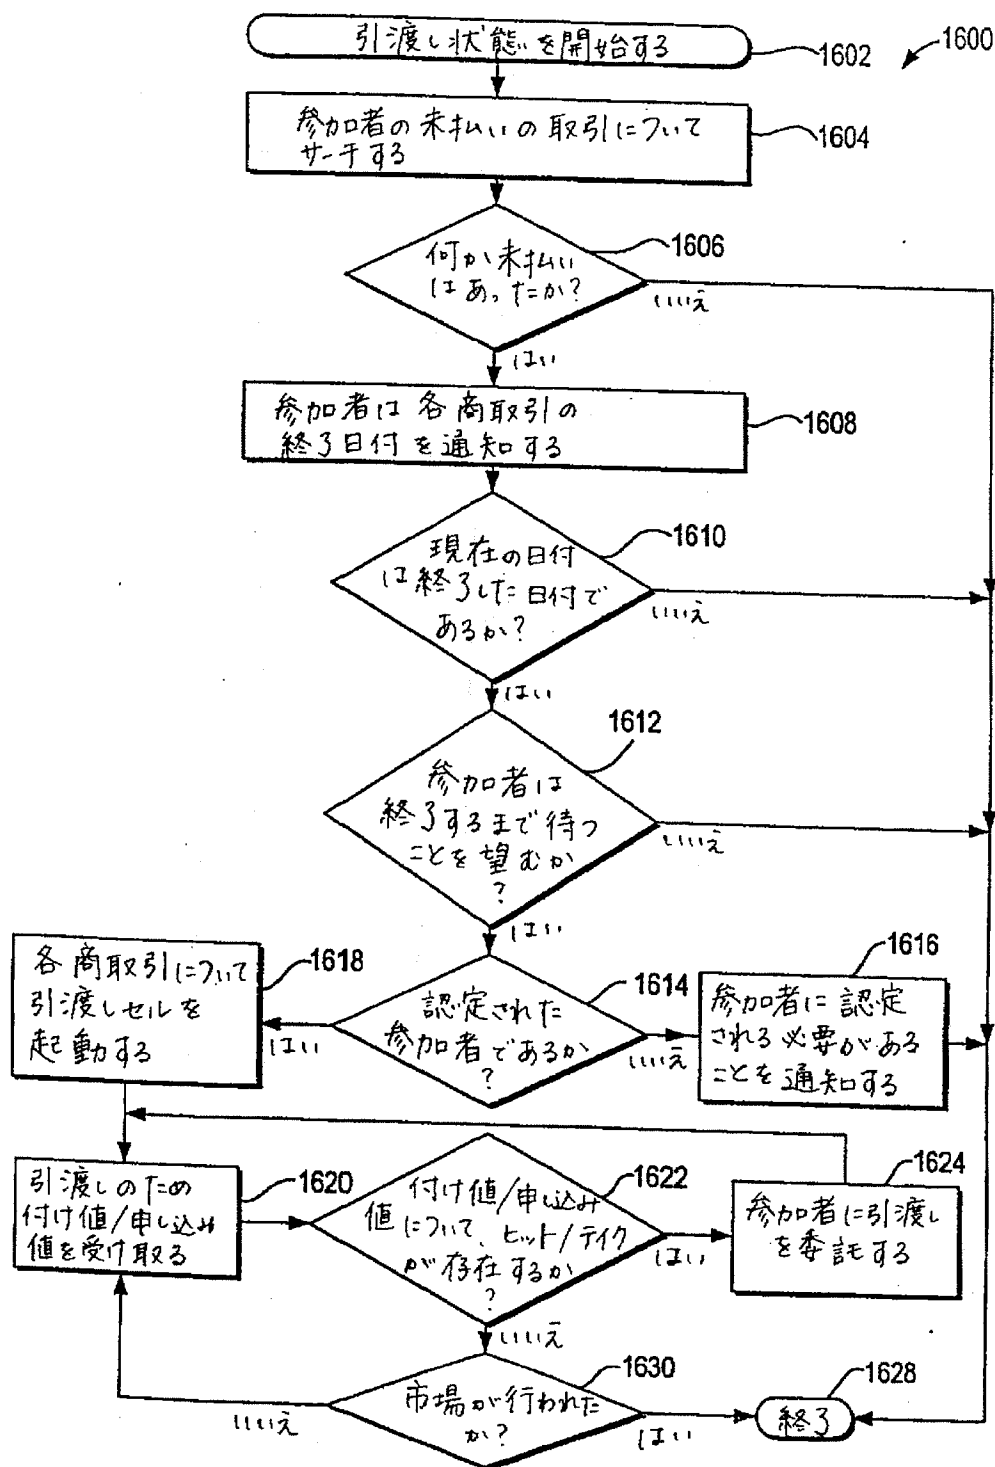 引渡し状態を開始する
1602
1600
参加者の未払いの取引について
サーチする
1604
何か未払い
はあったか?
1606
いいえ
はい
参加者は各商取引の
終了日付を通知する
1608
現在の日付
は終了した日付で
あるか?
1610
いいえ
はい
参加者は
終了するまで待つ
ことを望むか
?
1612
いいえ
はい
各商取引について
引渡しセルを
起動する
1618
はい
認定された
参加者であるか
?
1614
いいえ
参加者に認定
される必要がある
ことを通知する
1616
引渡しのため
付け値/申し込み
値を受け取る
1620
付け値/申し込み
値について、ヒット/テイク
が存在するか
?
1622
はい
いいえ
参加者に引渡し
を委託する
1624
市場が行われた
か?
1630
いいえ
はい
終了
1628